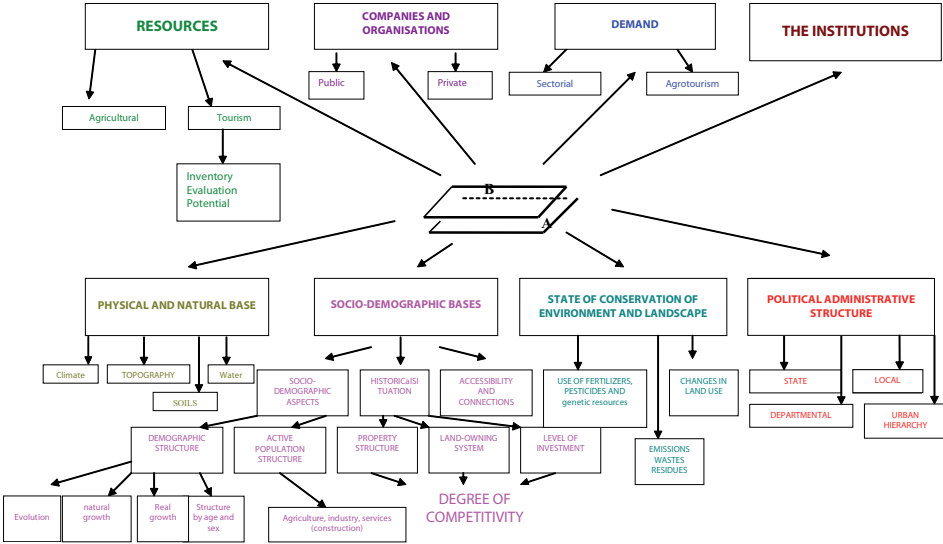 RESOURCES
COMPANIES AND
ORGANISATIONS
DEMAND
THE INSTITUTIONS
Public
Private
Sectorial
Agrotourism
Agricultural
Tourism
Inventory
Evaluation
Potential
B
A
PHYSICAL AND NATURAL BASE
SOCIO-DEMOGRAPHIC BASES
STATE OF CONSERVATION OF
ENVIRONMENT AND LANDSCAPE
POLITICAL ADMINISTRATIVE
STRUCTURE
Climate
TOPOGRAPHY
Water
SOILS
SOCIO-
DEMOGRAPHIC
ASPECTS
HISTORICalSI
TUATION
ACCESSIBILITY
AND
CONNECTIONS
USE OF FERTILIZERS,
PESTICIDES AND
genetic resources
CHANGES IN
LAND USE
STATE
LOCAL
DEPARTMENTAL
URBAN
HIERARCHY
DEMOGRAPHIC
STRUCTURE
ACTIVE
POPULATION
STRUCTURE
PROPERTY
STRUCTURE
LAND-OWNING
SYSTEM
LEVEL OF
INVESTMENT
EMISSIONS
WASTES
RESIDUES
Evolution
natural
growth
Real
growth
Structure
by age and
sex
Agriculture, industry, services
(construction)
DEGREE OF
COMPETITIVITY